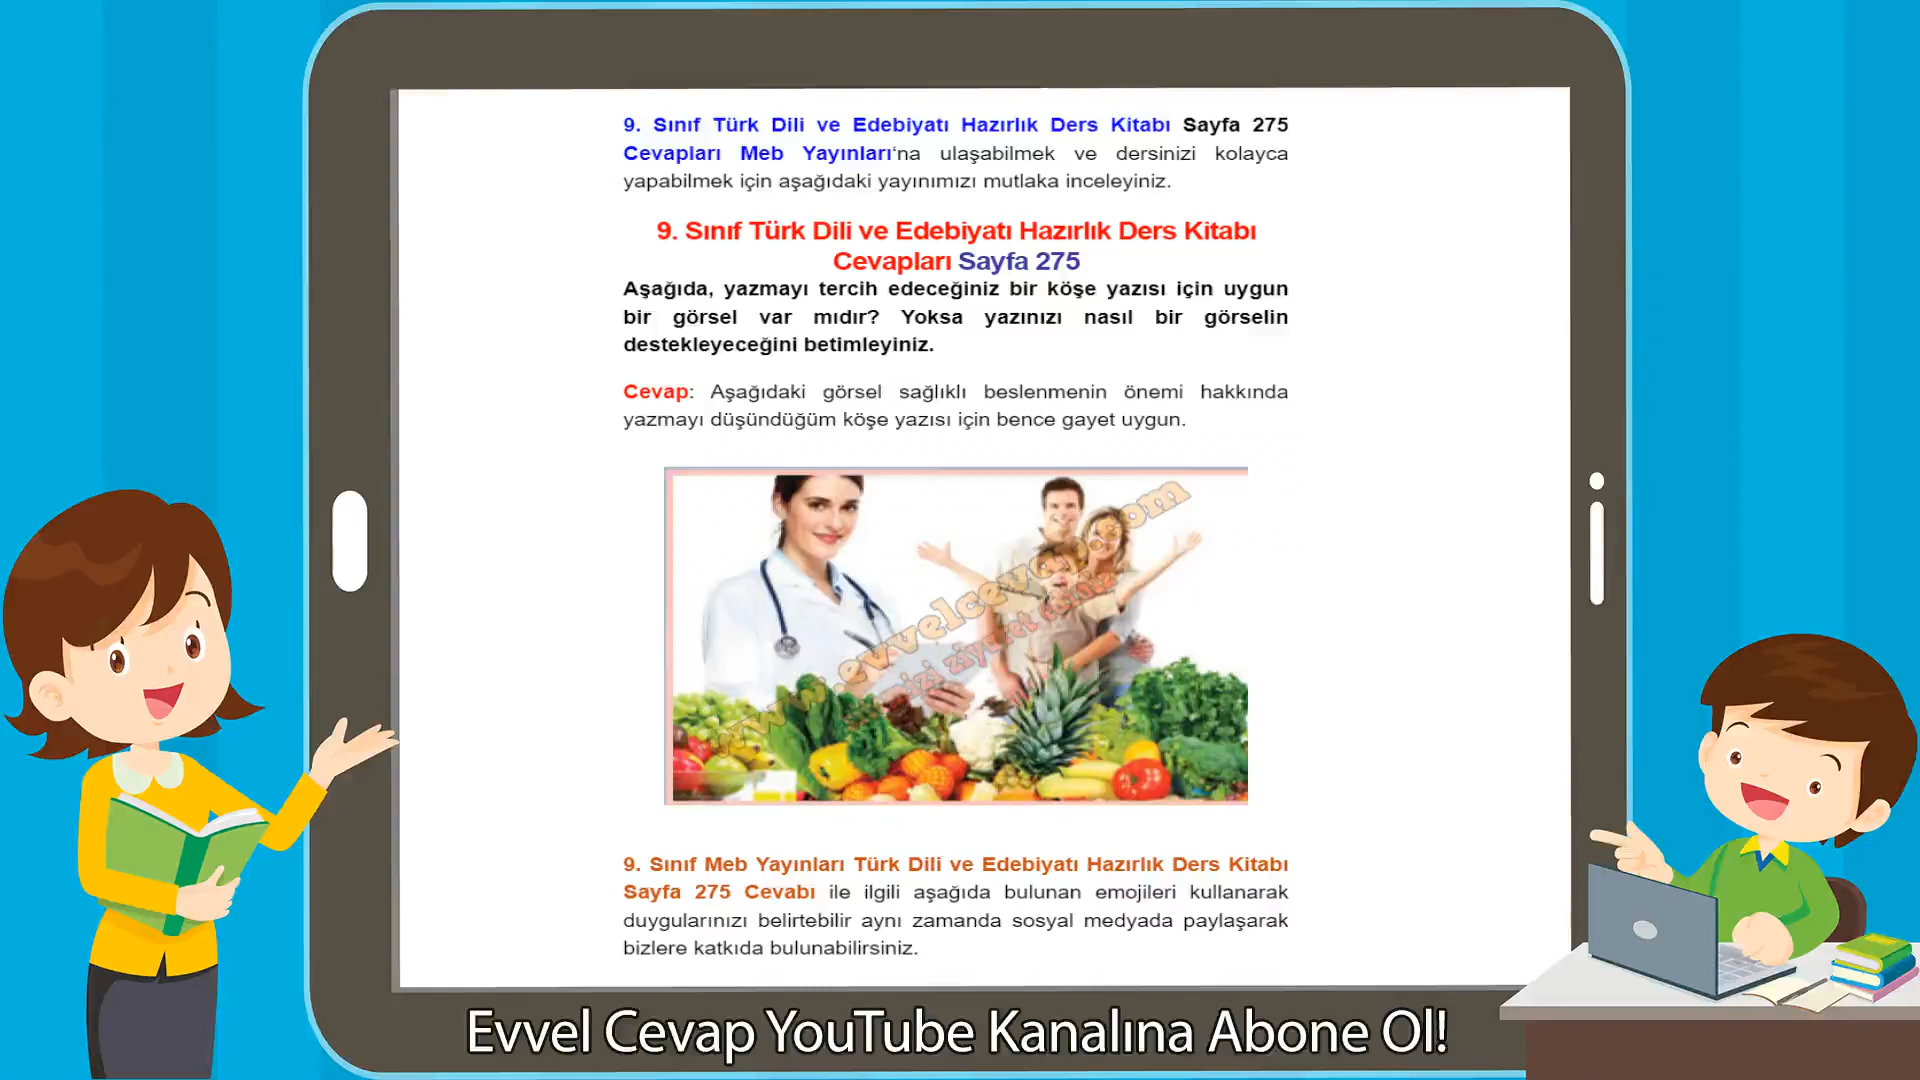 9. Sınıf Türk Dili ve Edebiyatı Hazırlık Ders Kitabı Sayfa 275
Cevapları Meb Yayınları‘na ulaşabilmek ve dersinizi kolayca
yapabilmek için aşağıdaki yayınımızı mutlaka inceleyiniz.
9. Sınıf Türk Dili ve Edebiyatı Hazırlık Ders Kitabı
Cevapları Sayfa 275
Aşağıda, yazmayı tercih edeceğiniz bir köşe yazısı için uygun
bir görsel var mıdır? Yoksa yazınızı nasıl bir görselin
destekleyeceğini betimleyiniz.
Cevap: Aşağıdaki görsel sağlıklı beslenmenin önemi hakkında
yazmayı düşündüğüm köşe yazısı için bence gayet uygun.
www.evvelcevap.com
ziyaret ediniz
9. Sınıf Meb Yayınları Türk Dili ve Edebiyatı Hazırlık Ders Kitabı
Sayfa 275 Cevabı ile ilgili aşağıda bulunan emojileri kullanarak
duygularınızı belirtebilir aynı zamanda sosyal medyada paylaşarak
bizlere katkıda bulunabilirsiniz.
Evvel Cevap YouTube Kanalına Abone Ol!